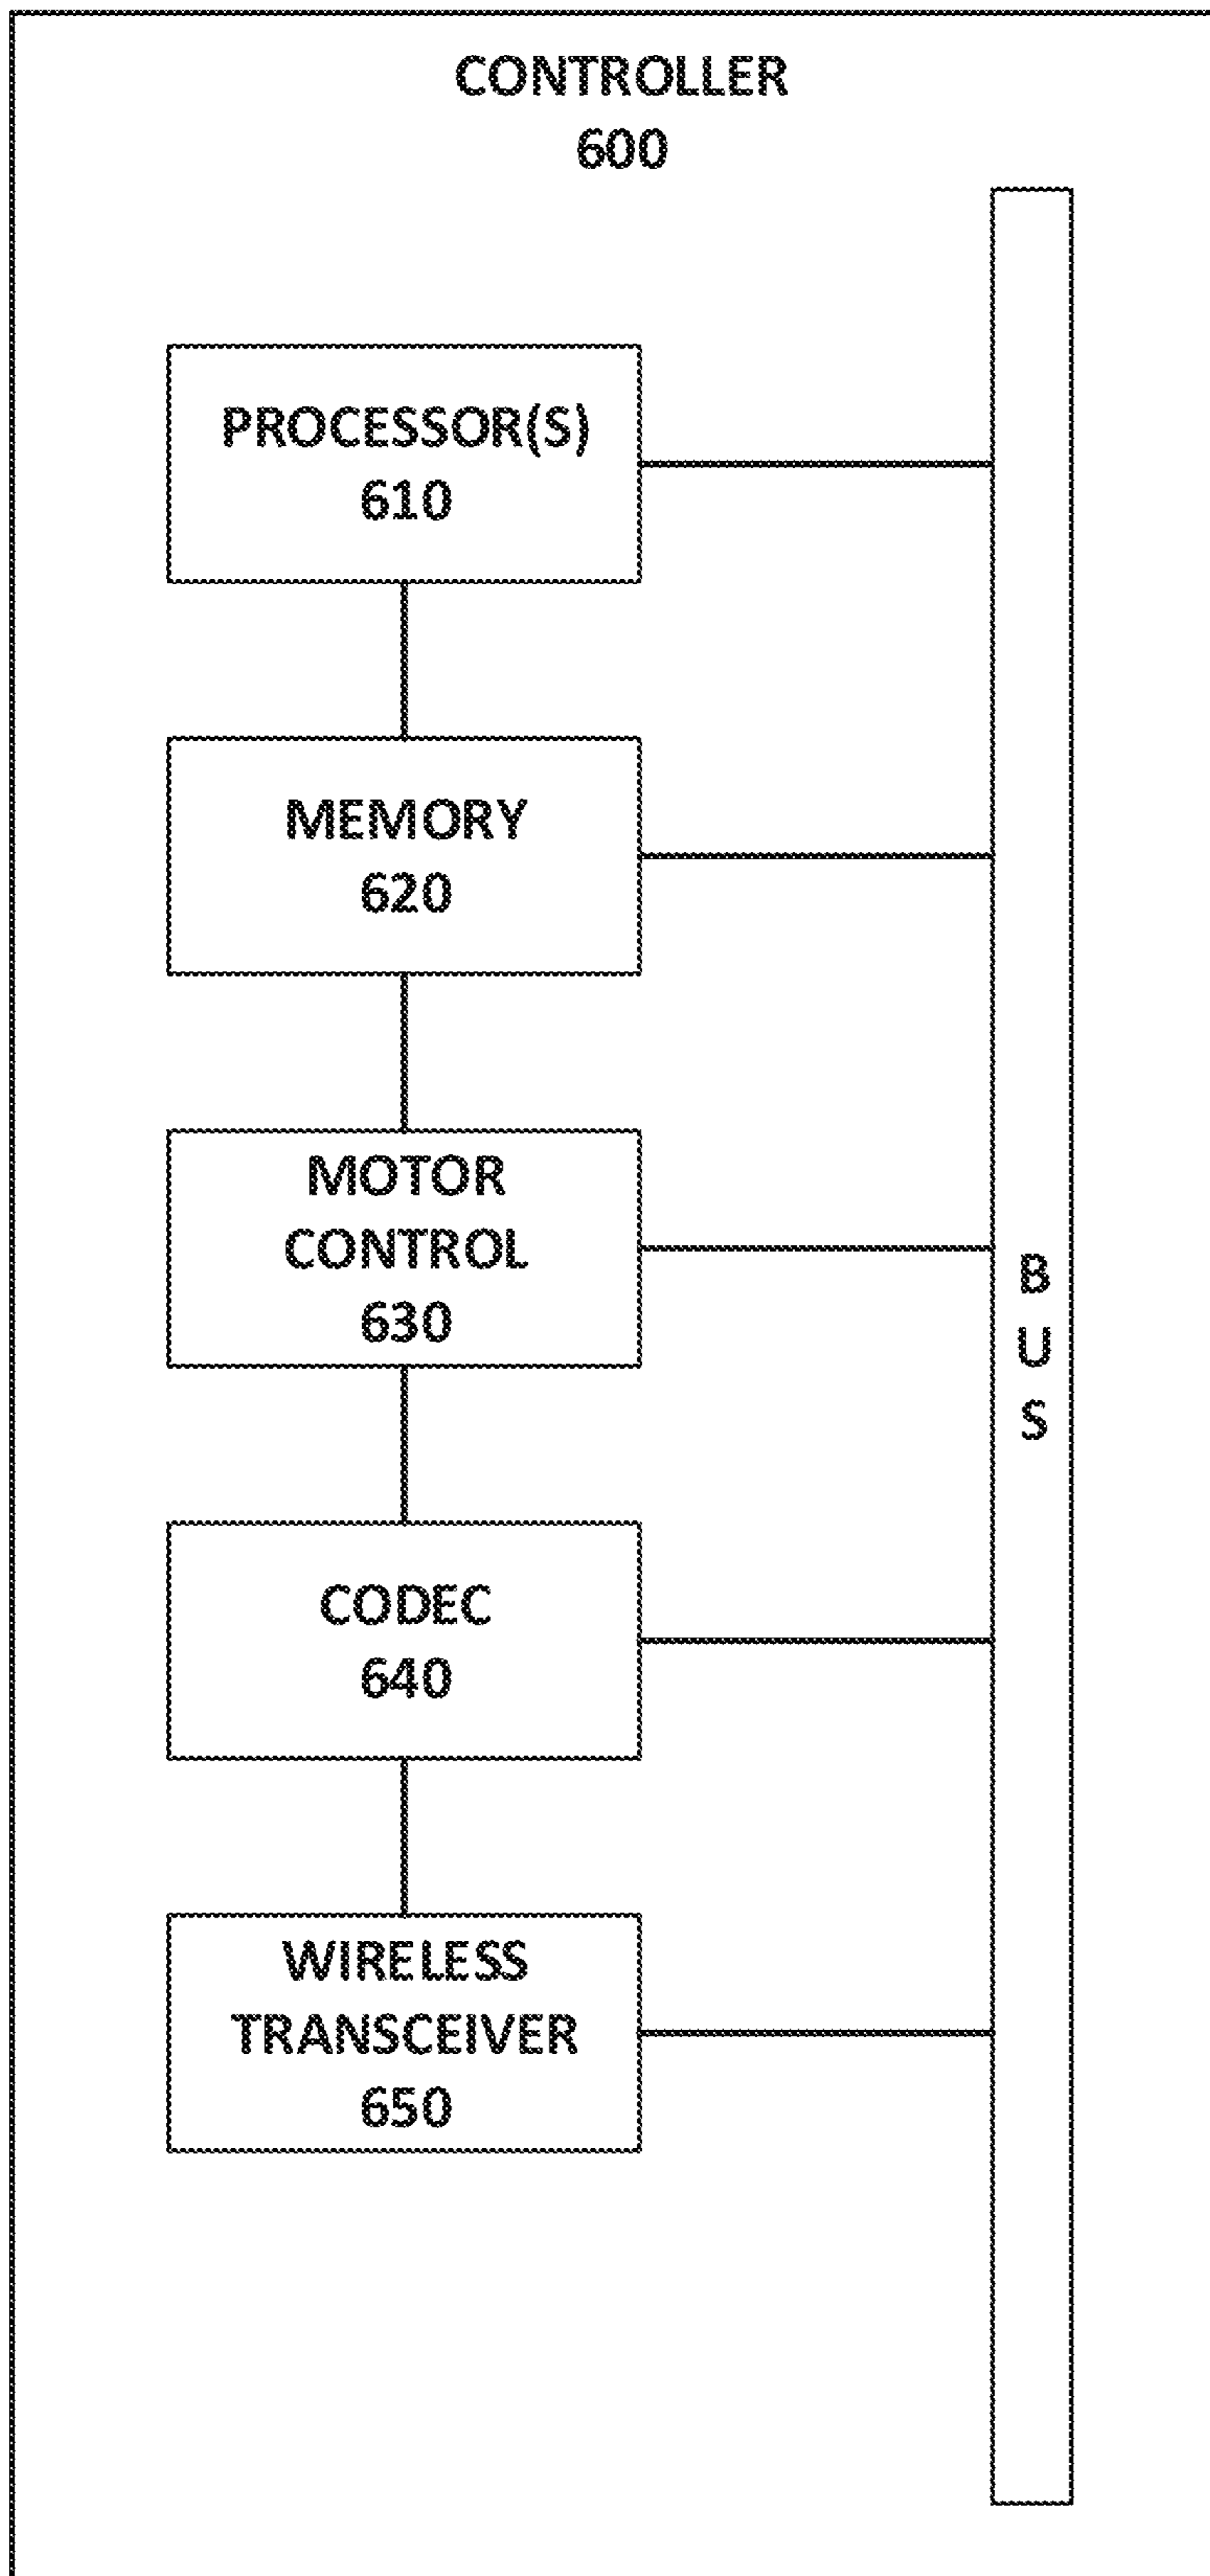 CONTROLLER
600
PROCESSOR(S)
610
MEMORY
620
MOTOR
CONTROL
630
B
U
S
CODEC
640
WIRELESS
TRANSCEIVER
650